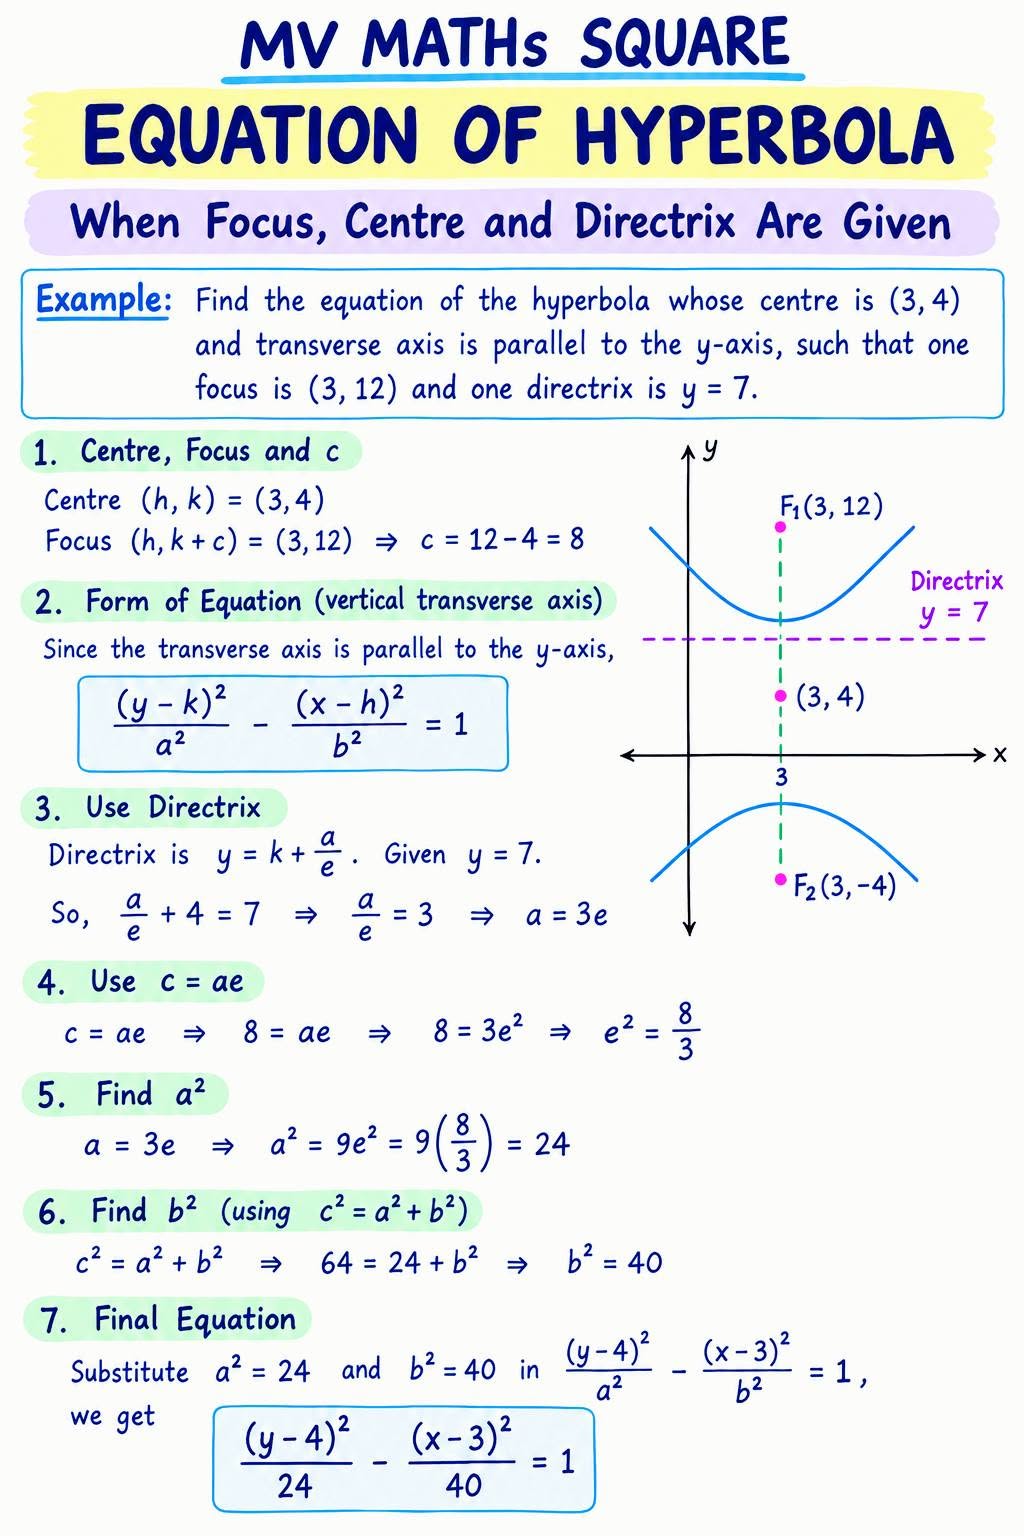 MV MATHs SQUARE
EQUATION OF HYPERBOLA
When Focus, Centre and Directrix Are Given
Example: Find the equation of the hyperbola whose centre is (3, 4)
and transverse axis is parallel to the y-axis, such that one
focus is (3, 12) and one directrix is y = 7.
1. Centre, Focus and c
Centre (h, k) = (3, 4)
Focus (h, k + c) = (3, 12) ⇒ c = 12 – 4 = 8
2. Form of Equation (vertical transverse axis)
Since the transverse axis is parallel to the y-axis,
(y – k)²/a² – (x – h)²/b² = 1
y
F₁(3, 12)
Directrix
y = 7
(3, 4)
x
3
F₂(3, –4)
3. Use Directrix
Directrix is y = k + a/e. Given y = 7.
So, a/e + 4 = 7 ⇒ a/e = 3 ⇒ a = 3e
4. Use c = ae
c = ae ⇒ 8 = ae ⇒ 8 = 3e² ⇒ e² = 8/3
5. Find a²
a = 3e ⇒ a² = 9e² = 9(8/3) = 24
6. Find b² (using c² = a² + b²)
c² = a² + b² ⇒ 64 = 24 + b² ⇒ b² = 40
7. Final Equation
Substitute a² = 24 and b² = 40 in (y – 4)²/a² – (x – 3)²/b² = 1,
we get
(y – 4)²/24 – (x – 3)²/40 = 1